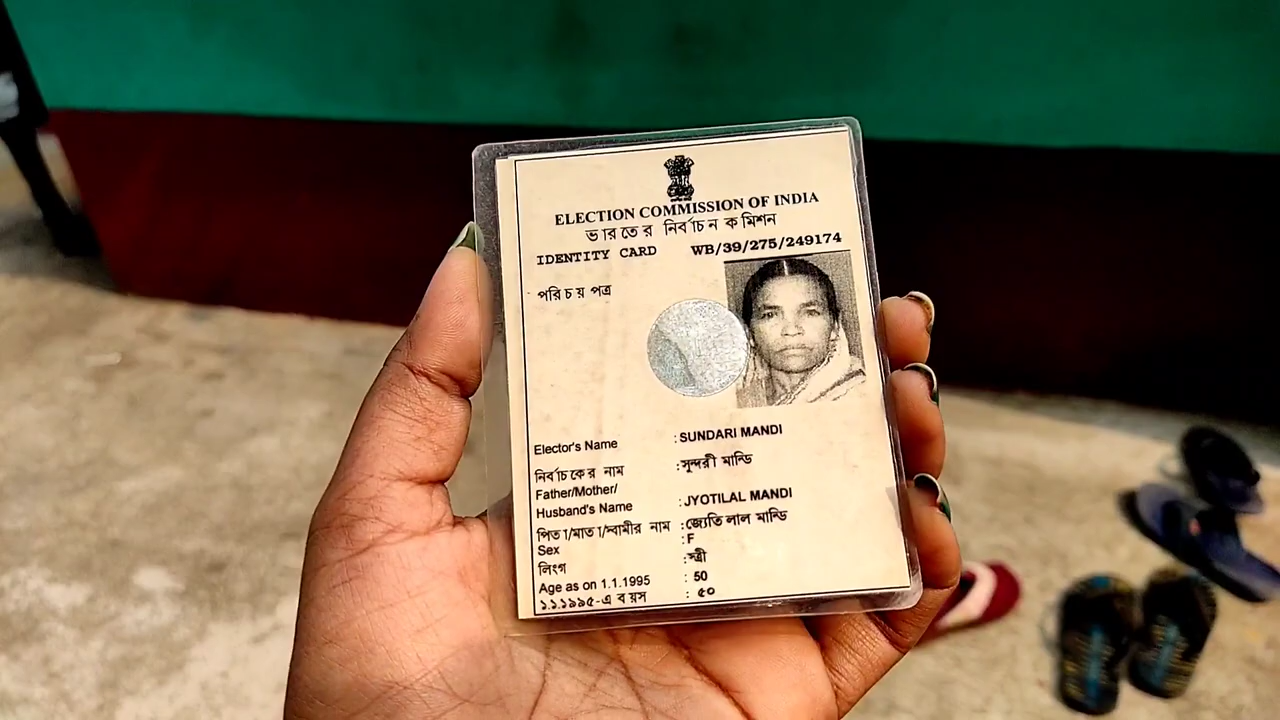 ELECTION COMMISSION OF INDIA
ভারতের নির্বাচন কমিশন
IDENTITY CARD WB/39/275/249174
পরিচয় পত্র
Elector's Name : SUNDARI MANDI
নির্বাচকের নাম : সুন্দরী মান্ডি
Father/Mother/
Husband's Name : JYOTILAL MANDI
পিতা/মাতা/স্বামীর নাম : জ্যেতি লাল মান্ডি
Sex : F
লিংগ : স্ত্রী
Age as on 1.1.1995 : 50
১.১.১৯৯৫-এ বয়স : ৫০